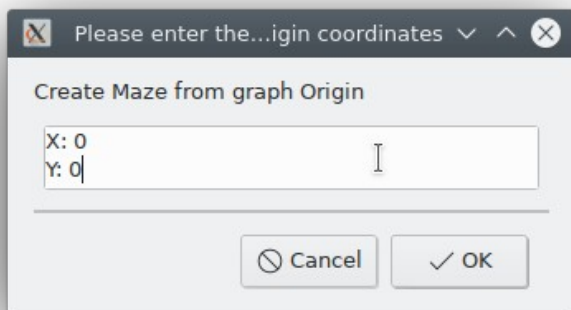 Please enter the...igin coordinates
Create Maze from graph Origin
X: 0
Y: 0
Cancel
OK